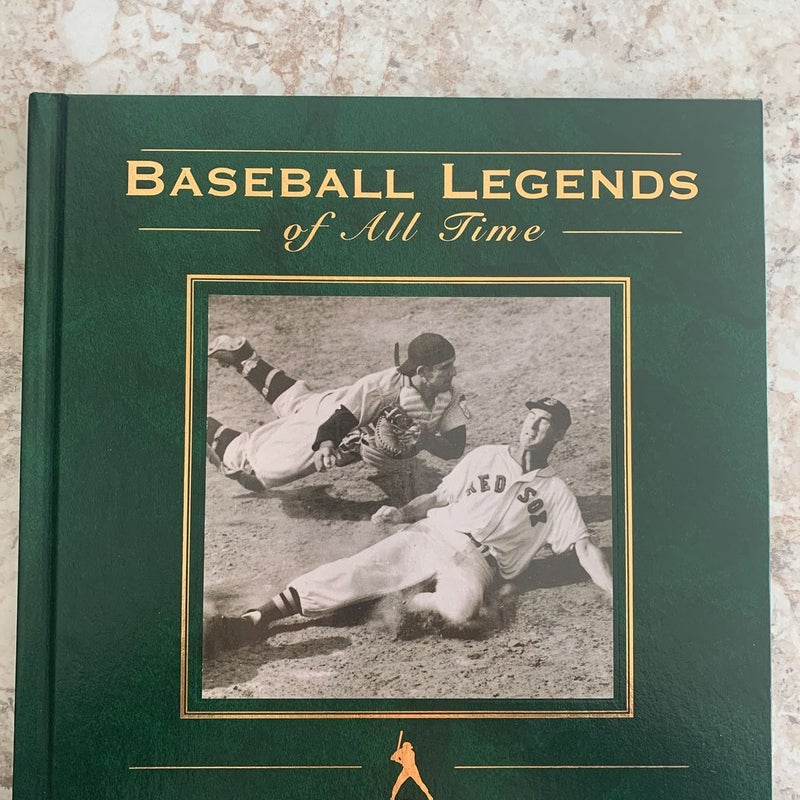 BASEBALL LEGENDS
of All Time
RED SOX